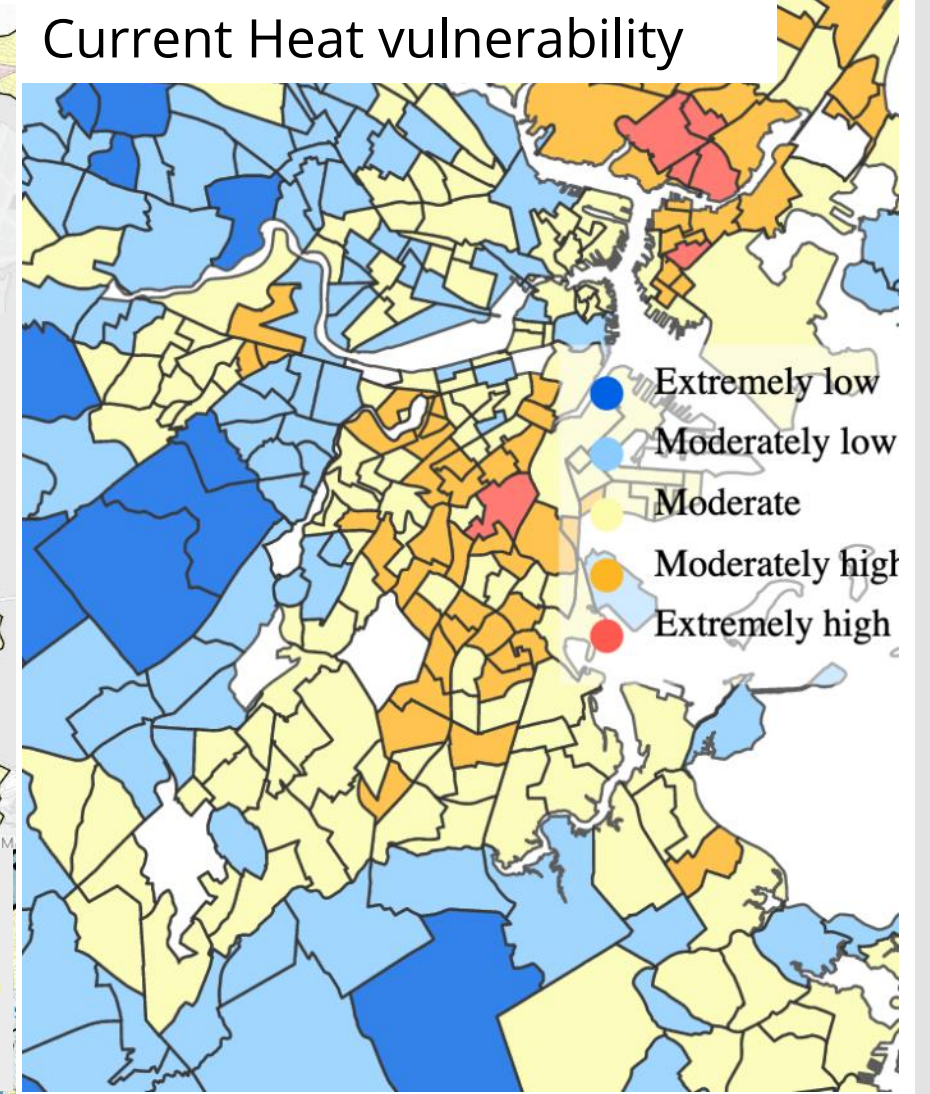 Current Heat vulnerability
Extremely low
Moderately low
Moderate
Moderately high
Extremely high